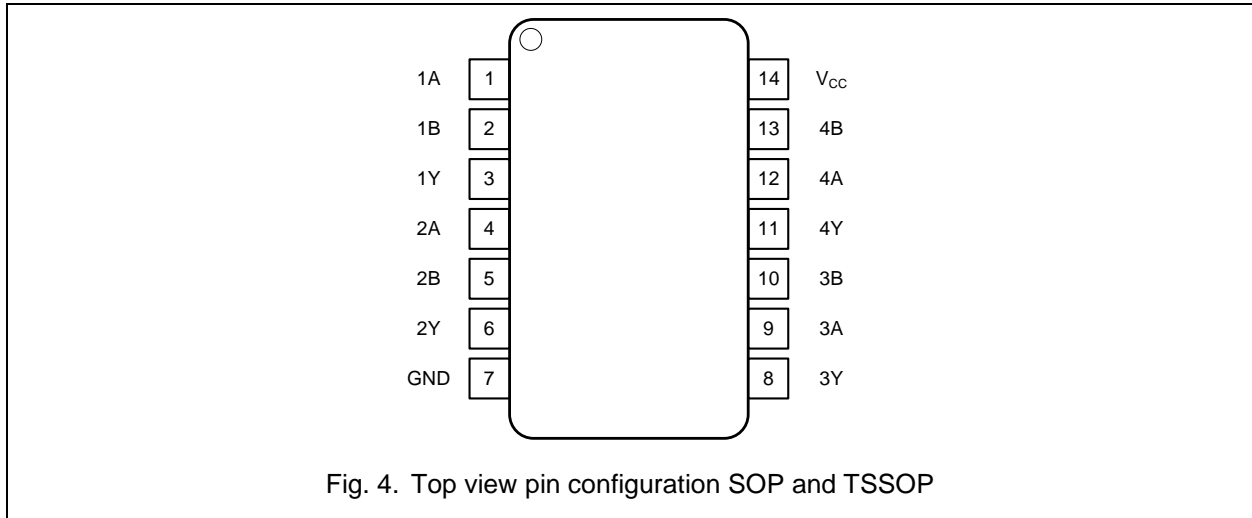 1A 1 14 VCC
1B 2 13 4B
1Y 3 12 4A
2A 4 11 4Y
2B 5 10 3B
2Y 6 9 3A
GND 7 8 3Y
Fig. 4. Top view pin configuration SOP and TSSOP